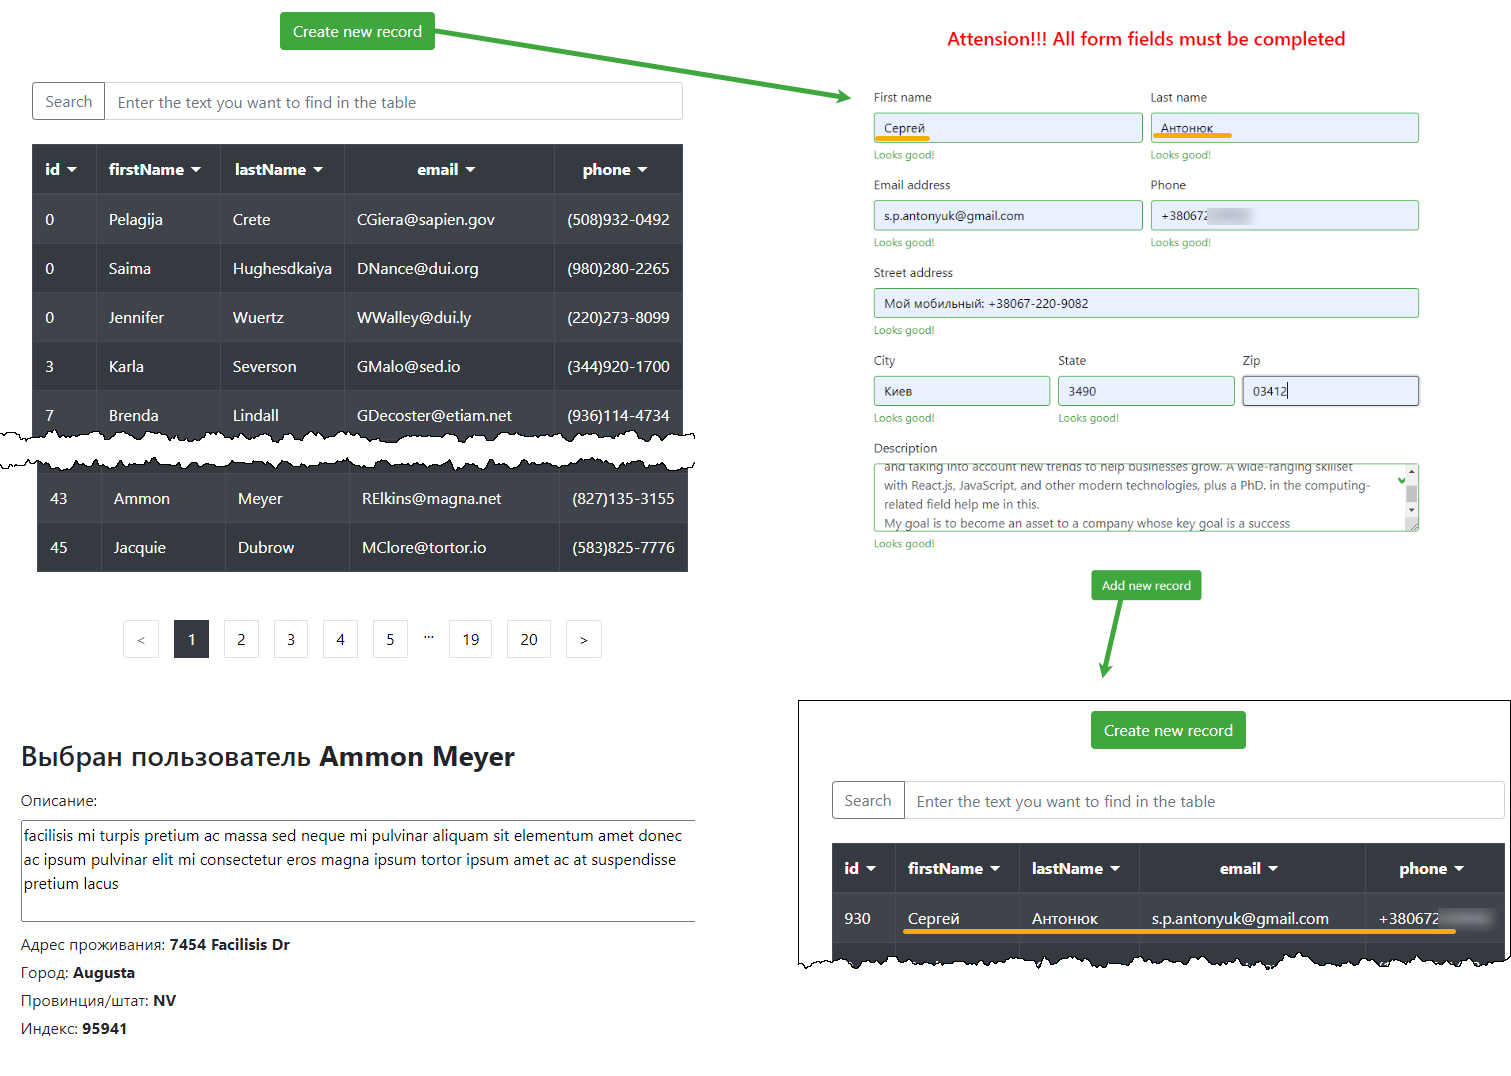 Create new record
Search Enter the text you want to find in the table
id firstName lastName email phone
0 Pelagija Crete CGiera@sapien.gov (508)932-0492
0 Saima Hughesdkaiya DNance@dui.org (980)280-2265
0 Jennifer Wuertz WWalley@dui.ly (220)273-8099
3 Karla Severson GMalo@sed.io (344)920-1700
7 Brenda Lindall GDecoster@etiam.net (936)114-4734
43 Ammon Meyer RElkins@magna.net (827)135-3155
45 Jacquie Dubrow MClore@tortor.io (583)825-7776
< 1 2 3 4 5 ... 19 20 >
Выбран пользователь Ammon Meyer
Описание:
facilisis mi turpis pretium ac massa sed neque mi pulvinar aliquam sit elementum amet donec
ac ipsum pulvinar elit mi consectetur eros magna ipsum tortor ipsum amet ac at suspendisse
pretium lacus
Адрес проживания: 7454 Facilisis Dr
Город: Augusta
Провинция/штат: NV
Индекс: 95941
Attension!!! All form fields must be completed
First name Last name
Сергей Антонюк
Looks good! Looks good!
Email address Phone
s.p.antonyuk@gmail.com +380672
Looks good! Looks good!
Street address
Мой мобильный: +38067-220-9082
Looks good!
City State Zip
Киев 3490 03412
Looks good! Looks good!
Description
and taking into account new trends to help businesses grow. A wide-ranging skillset
with React.js, JavaScript, and other modern technologies, plus a PhD. in the computing-
related field help me in this.
My goal is to become an asset to a company whose key goal is a success
Looks good!
Add new record
Create new record
Search Enter the text you want to find in the table
id firstName lastName email phone
930 Сергей Антонюк s.p.antonyuk@gmail.com +380672